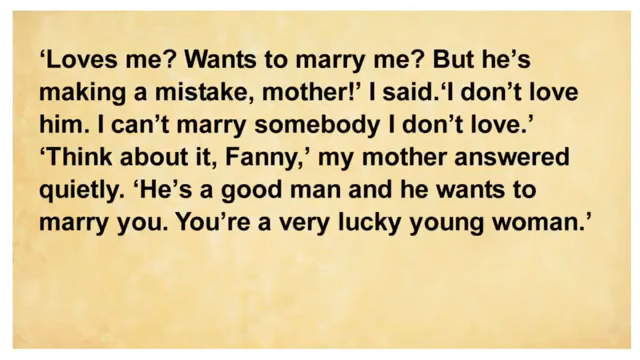 ‘Loves me? Wants to marry me? But he’s
making a mistake, mother!’ I said.‘I don’t love
him. I can’t marry somebody I don’t love.’
‘Think about it, Fanny,’ my mother answered
quietly. ‘He’s a good man and he wants to
marry you. You’re a very lucky young woman.’